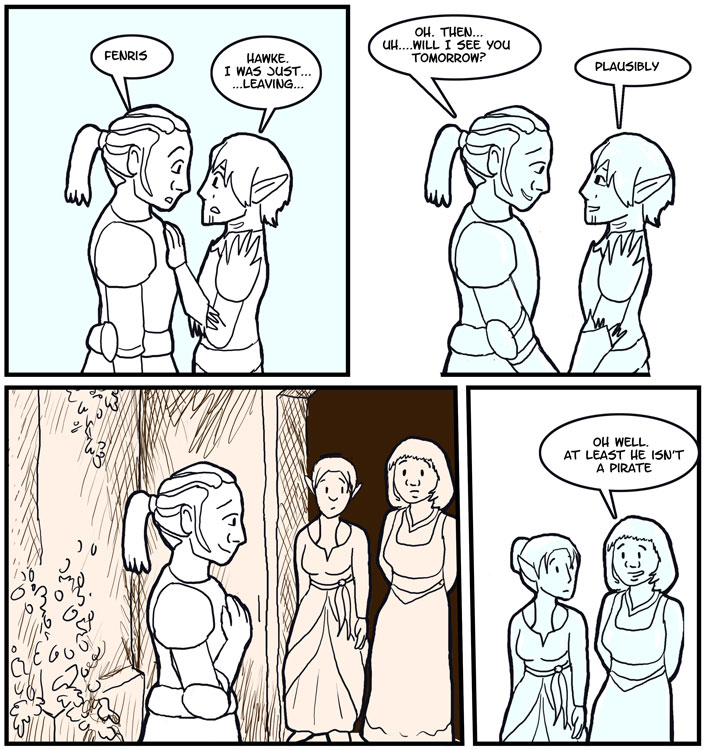 FENRIS
HAWKE.
I WAS JUST...
...LEAVING...
OH. THEN...
UH....WILL I SEE YOU
TOMORROW?
PLAUSIBLY
OH WELL.
AT LEAST HE ISN'T
A PIRATE